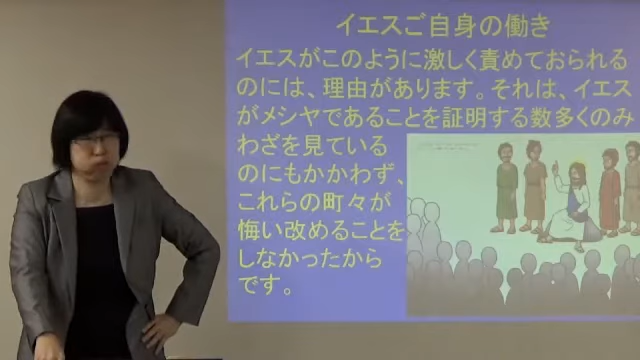 イエスご自身の働き
イエスがこのように激しく責めておられる
のには、理由があります。それは、イエス
がメシヤであることを証明する数多くのみ
わざを見ている
のにもかかわず、
これらの町々が
悔い改めることを
しなかったから
です。